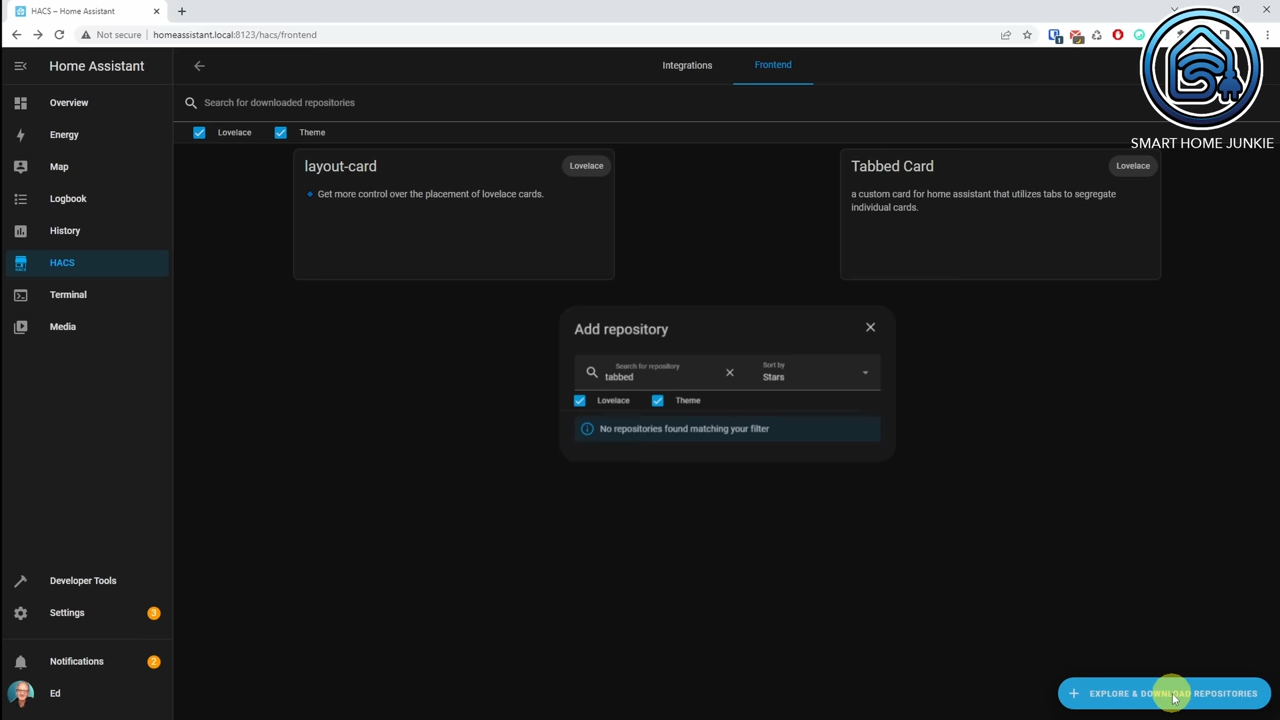 HACS – Home Assistant
Not secure
homeassistant.local:8123/hacs/frontend
Home Assistant
Integrations
Frontend
SMART HOME JUNKIE
Search for downloaded repositories
Lovelace
Theme
Overview
Energy
Map
Logbook
History
HACS
Terminal
Media
layout-card
Lovelace
Get more control over the placement of lovelace cards.
Tabbed Card
Lovelace
a custom card for home assistant that utilizes tabs to segregate
individual cards.
Add repository
Search for repository
tabbed
Sort by
Stars
Lovelace
Theme
No repositories found matching your filter
Developer Tools
Settings
3
Notifications
2
Ed
EXPLORE & DOWNLOAD REPOSITORIES